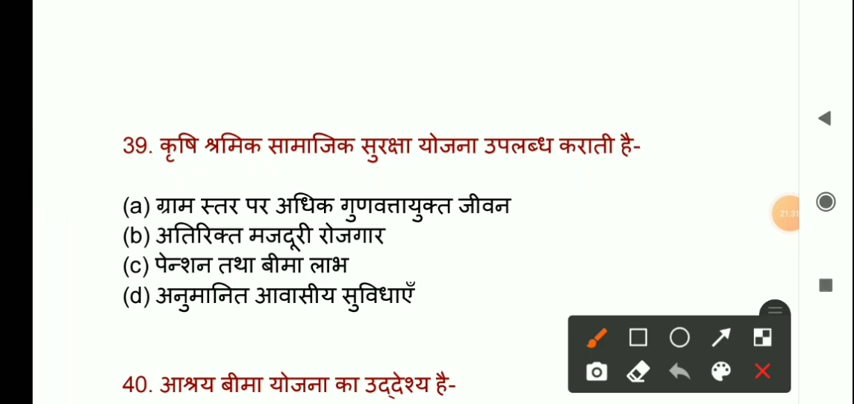 39. कृषि श्रमिक सामाजिक सुरक्षा योजना उपलब्ध कराती है-
(a) ग्राम स्तर पर अधिक गुणवत्तायुक्त जीवन
(b) अतिरिक्त मजदूरी रोजगार
(c) पेन्शन तथा बीमा लाभ
(d) अनुमानित आवासीय सुविधाएँ
40. आश्रय बीमा योजना का उद्देश्य है-